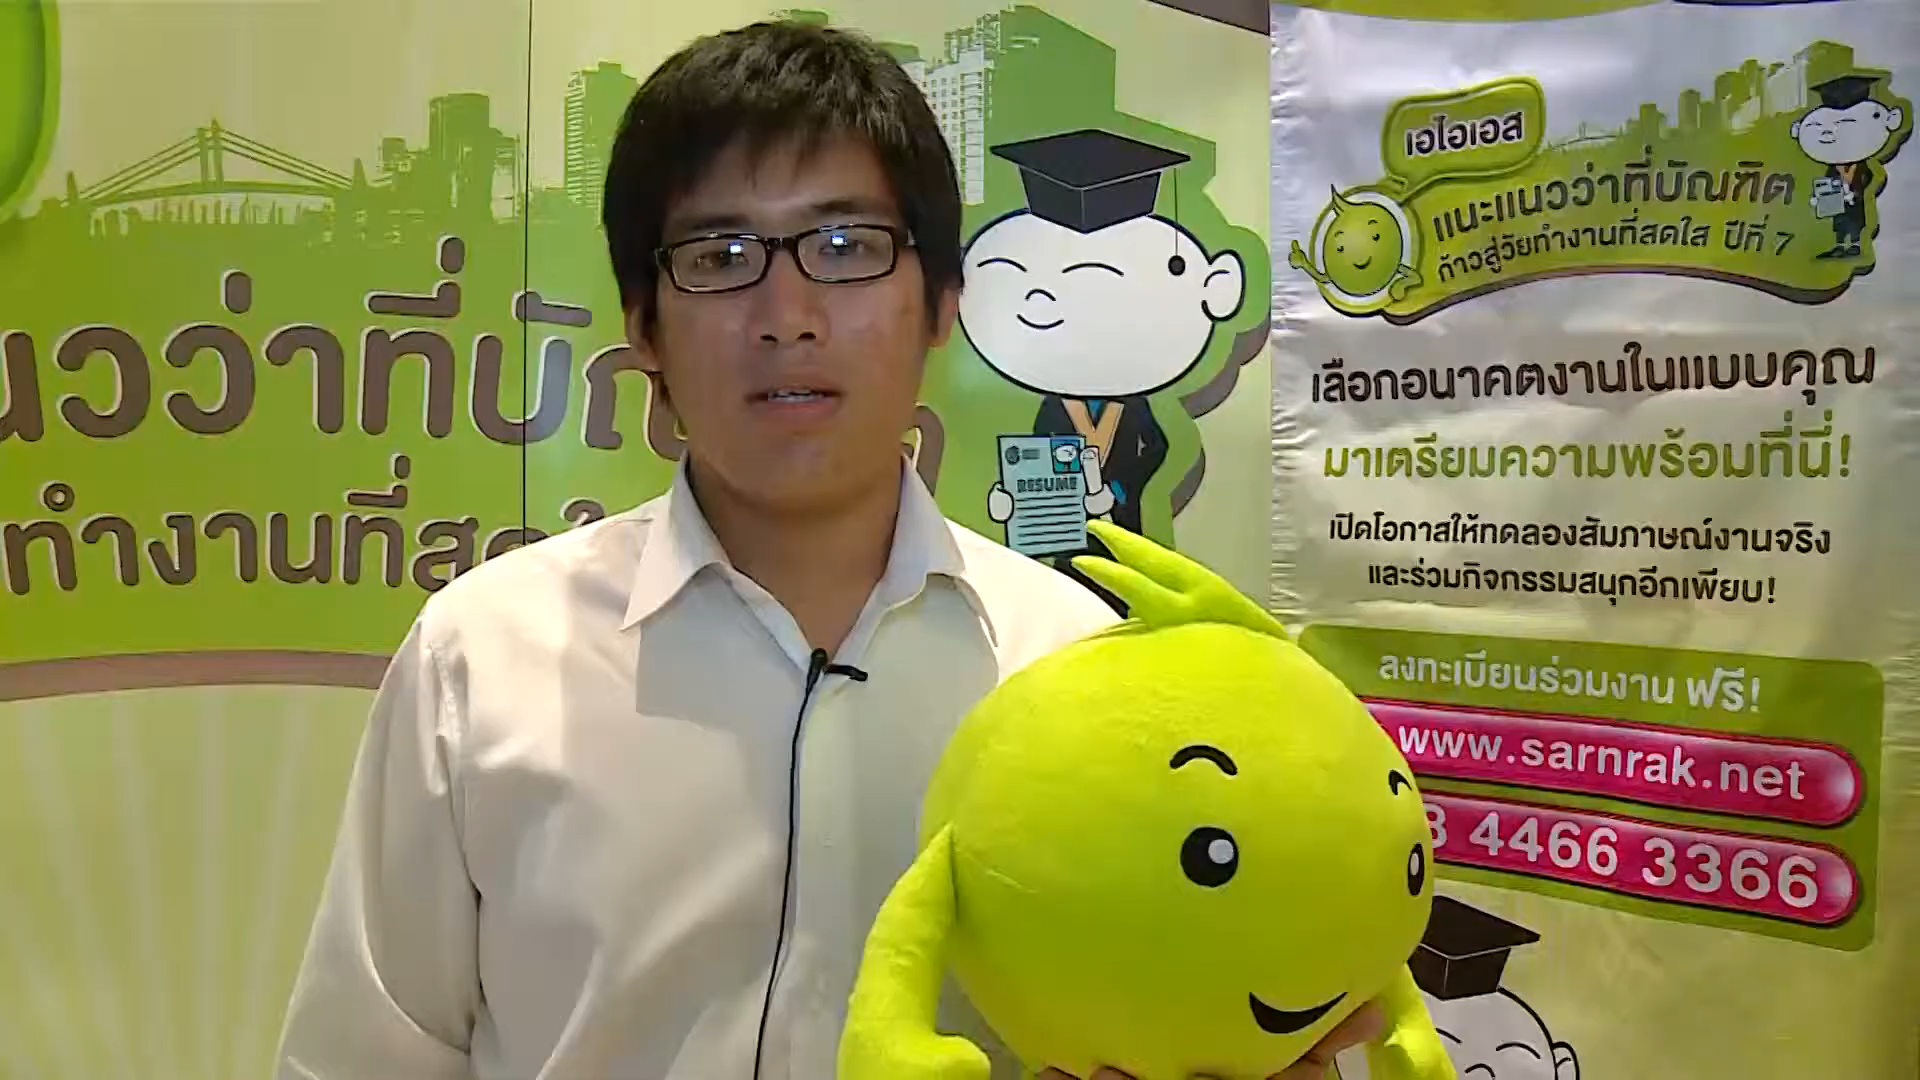 นวว่าที่บัณ
ทำงานที่สด
RESUME
เอไอเอส
แนะแนวว่าที่บัณฑิต
ก้าวสู่วัยทำงานที่สดใส ปีที่ 7
เลือกอนาคตงานในแบบคุณ
มาเตรียมความพร้อมที่นี่!
เปิดโอกาสให้ทดลองสัมภาษณ์งานจริง
และร่วมกิจกรรมสนุกอีกเพียบ!
ลงทะเบียนร่วมงาน ฟรี!
www.sarnrak.net
8 4466 3366